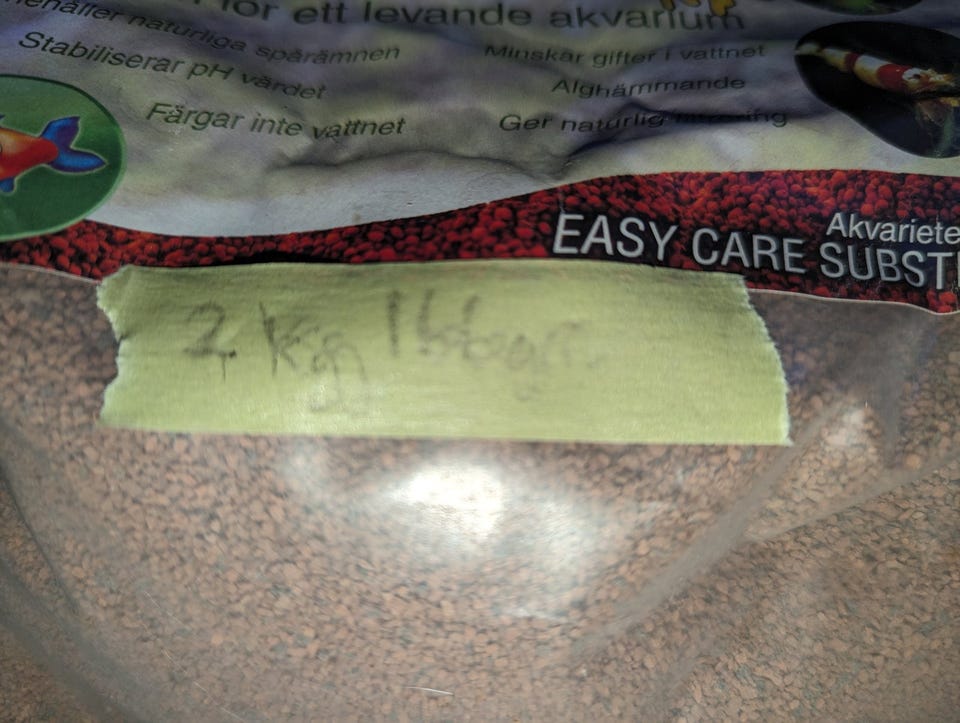 för ett levande akvarium
naturliga spårämnen
Stabiliserar pH värdet
Färgar inte vattnet
Minskar gifter i vattnet
Alghämmande
Ger naturlig
Akvariete
EASY CARE SUBST
2 kg